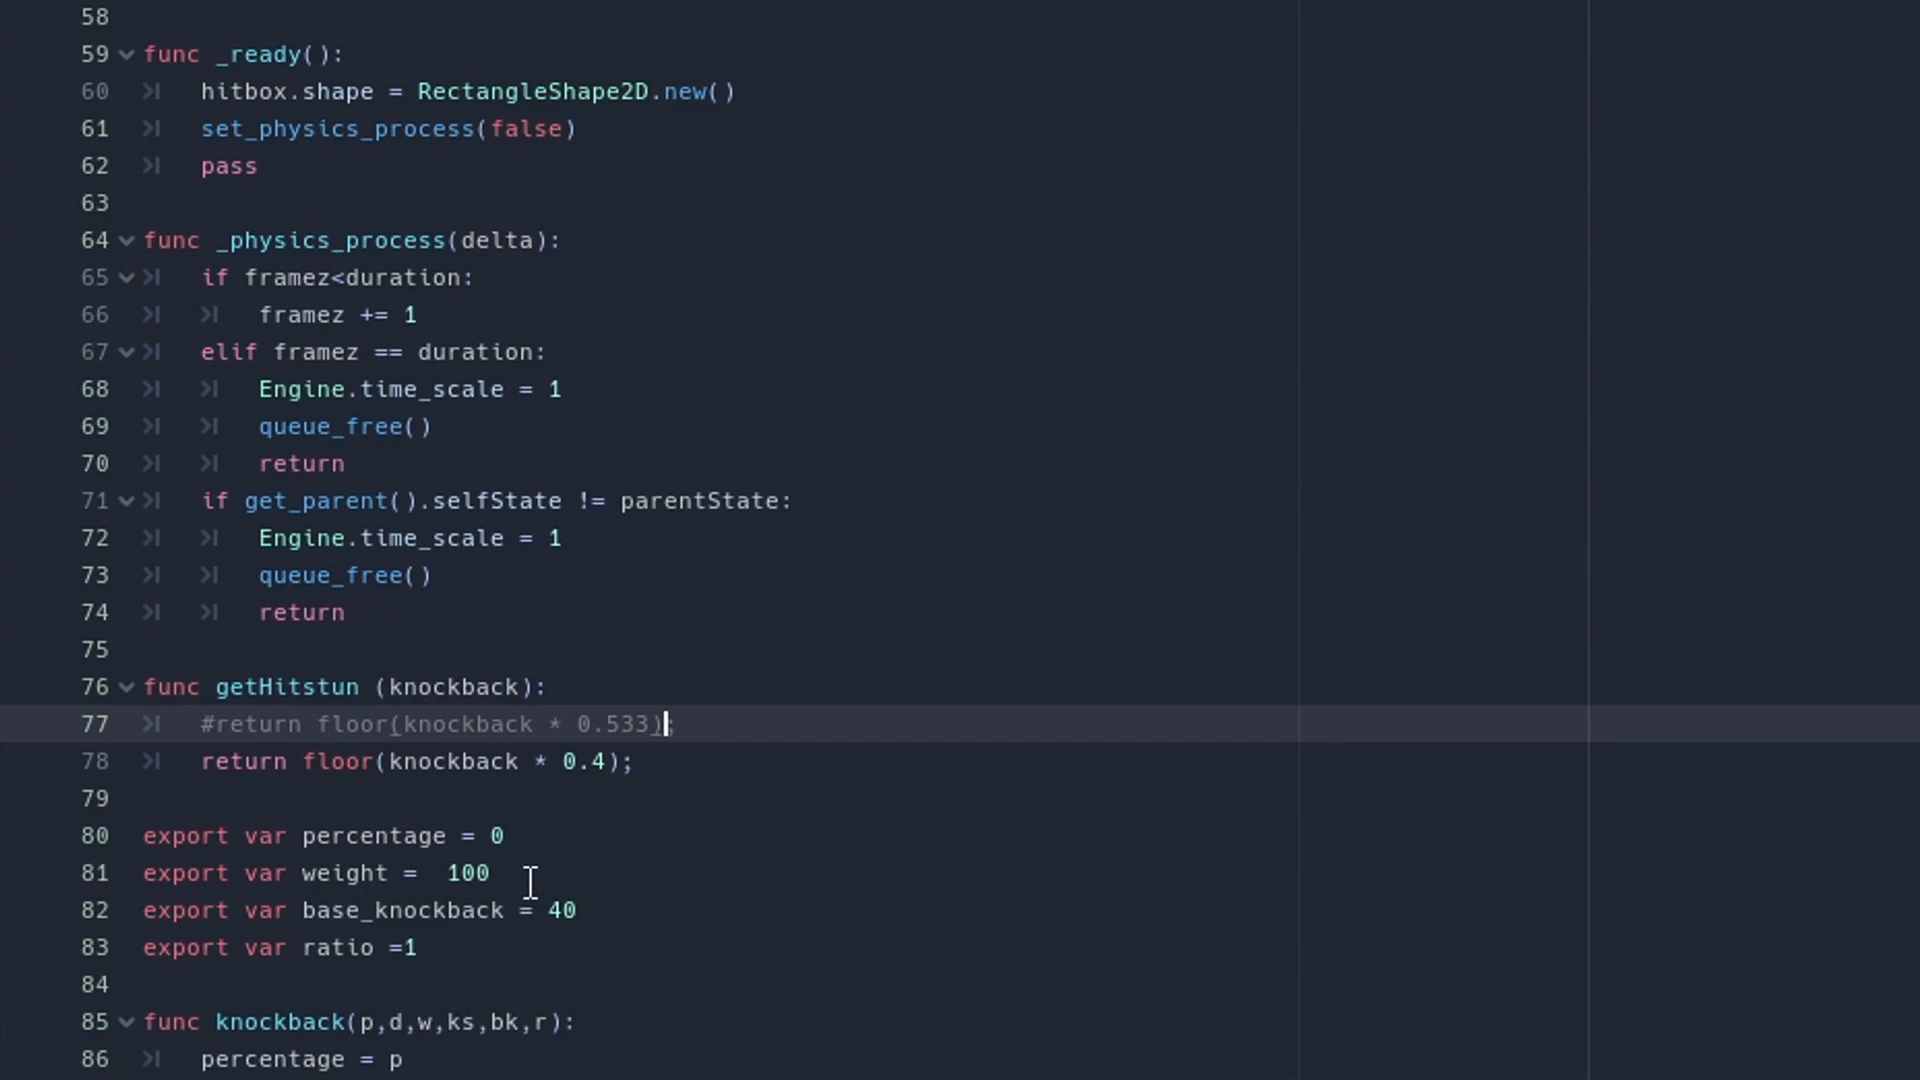 58
59 func _ready():
60 hitbox.shape = RectangleShape2D.new()
61 set_physics_process(false)
62 pass
63
64 func _physics_process(delta):
65 if framez<duration:
66 framez += 1
67 elif framez == duration:
68 Engine.time_scale = 1
69 queue_free()
70 return
71 if get_parent().selfState != parentState:
72 Engine.time_scale = 1
73 queue_free()
74 return
75
76 func getHitstun (knockback):
77 #return floor(knockback * 0.533);
78 return floor(knockback * 0.4);
79
80 export var percentage = 0
81 export var weight =  100
82 export var base_knockback = 40
83 export var ratio =1
84
85 func knockback(p,d,w,ks,bk,r):
86 percentage = p